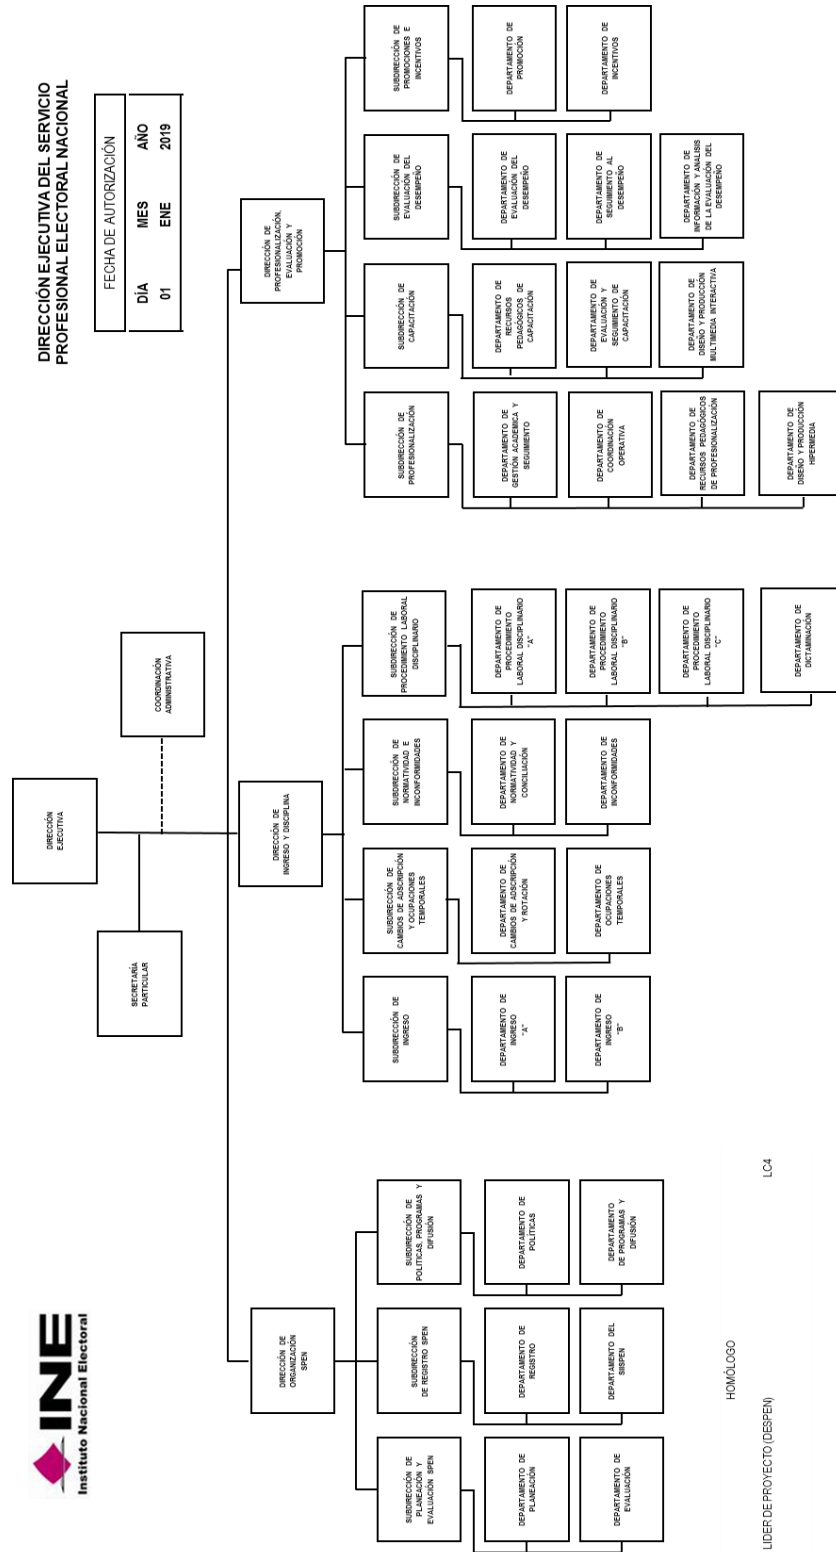 INE
Instituto Nacional Electoral
DIRECCIÓN EJECUTIVA DEL SERVICIO
PROFESIONAL ELECTORAL NACIONAL
FECHA DE AUTORIZACIÓN
DÍA MES AÑO
01 ENE 2019
DIRECCIÓN
EJECUTIVA
SECRETARÍA
PARTICULAR
COORDINACIÓN
ADMINISTRATIVA
DIRECCIÓN DE
ORGANIZACIÓN
SPEN
SUBDIRECCIÓN DE
PLANEACIÓN Y
EVALUACIÓN SPEN
DEPARTAMENTO DE
PLANEACIÓN
DEPARTAMENTO DE
EVALUACIÓN
SUBDIRECCIÓN
DE REGISTRO SPEN
DEPARTAMENTO DE
REGISTRO
DEPARTAMENTO DEL
SIISPEN
SUBDIRECCIÓN DE
POLÍTICAS, PROGRAMAS Y
DIFUSIÓN
DEPARTAMENTO DE
POLÍTICAS
DEPARTAMENTO
DE PROGRAMAS Y
DIFUSIÓN
DIRECCIÓN DE
INGRESO Y DISCIPLINA
SUBDIRECCIÓN DE
INGRESO
DEPARTAMENTO DE
INGRESO
"A"
DEPARTAMENTO DE
INGRESO
"B"
SUBDIRECCIÓN DE
CAMBIOS DE ADSCRIPCIÓN
Y OCUPACIONES
TEMPORALES
DEPARTAMENTO DE
CAMBIOS DE ADSCRIPCIÓN
Y ROTACIÓN
DEPARTAMENTO DE
OCUPACIONES
TEMPORALES
SUBDIRECCIÓN DE
NORMATIVIDAD E
INCONFORMIDADES
DEPARTAMENTO DE
NORMATIVIDAD Y
CONCILIACIÓN
DEPARTAMENTO DE
INCONFORMIDADES
SUBDIRECCIÓN DE
PROCEDIMIENTO LABORAL
DISCIPLINARIO
DEPARTAMENTO DE
PROCEDIMIENTO
LABORAL DISCIPLINARIO
"A"
DEPARTAMENTO DE
PROCEDIMIENTO
LABORAL DISCIPLINARIO
"B"
DEPARTAMENTO DE
PROCEDIMIENTO
LABORAL DISCIPLINARIO
"C"
DEPARTAMENTO DE
DICTAMINACIÓN
DIRECCIÓN DE
PROFESIONALIZACIÓN,
EVALUACIÓN Y
PROMOCIÓN
SUBDIRECCIÓN DE
PROFESIONALIZACIÓN
DEPARTAMENTO DE
GESTIÓN ACADEMICA Y
SEGUIMIENTO
DEPARTAMENTO DE
COORDINACIÓN
OPERATIVA
DEPARTAMENTO DE
RECURSOS PEDAGÓGICOS
DE PROFESIONALIZACIÓN
DEPARTAMENTO DE
DISEÑO Y PRODUCCIÓN
HIPERMEDIA
SUBDIRECCIÓN DE
CAPACITACIÓN
DEPARTAMENTO DE
RECURSOS
PEDAGÓGICOS DE
CAPACITACIÓN
DEPARTAMENTO DE
EVALUACIÓN Y
SEGUIMIENTO DE
CAPACITACIÓN
DEPARTAMENTO DE
DISEÑO Y PRODUCCIÓN
MULTIMEDIA INTERACTIVA
SUBDIRECCIÓN DE
EVALUACIÓN DEL
DESEMPEÑO
DEPARTAMENTO DE
EVALUACIÓN DEL
DESEMPEÑO
DEPARTAMENTO DE
SEGUIMIENTO AL
DESEMPEÑO
DEPARTAMENTO DE
INFORMACIÓN Y ANÁLISIS
DE LA EVALUACIÓN DEL
DESEMPEÑO
SUBDIRECCIÓN DE
PROMOCIONES E
INCENTIVOS
DEPARTAMENTO DE
PROMOCIÓN
DEPARTAMENTO DE
INCENTIVOS
HOMÓLOGO
LIDER DE PROYECTO (DESPEN) LC4